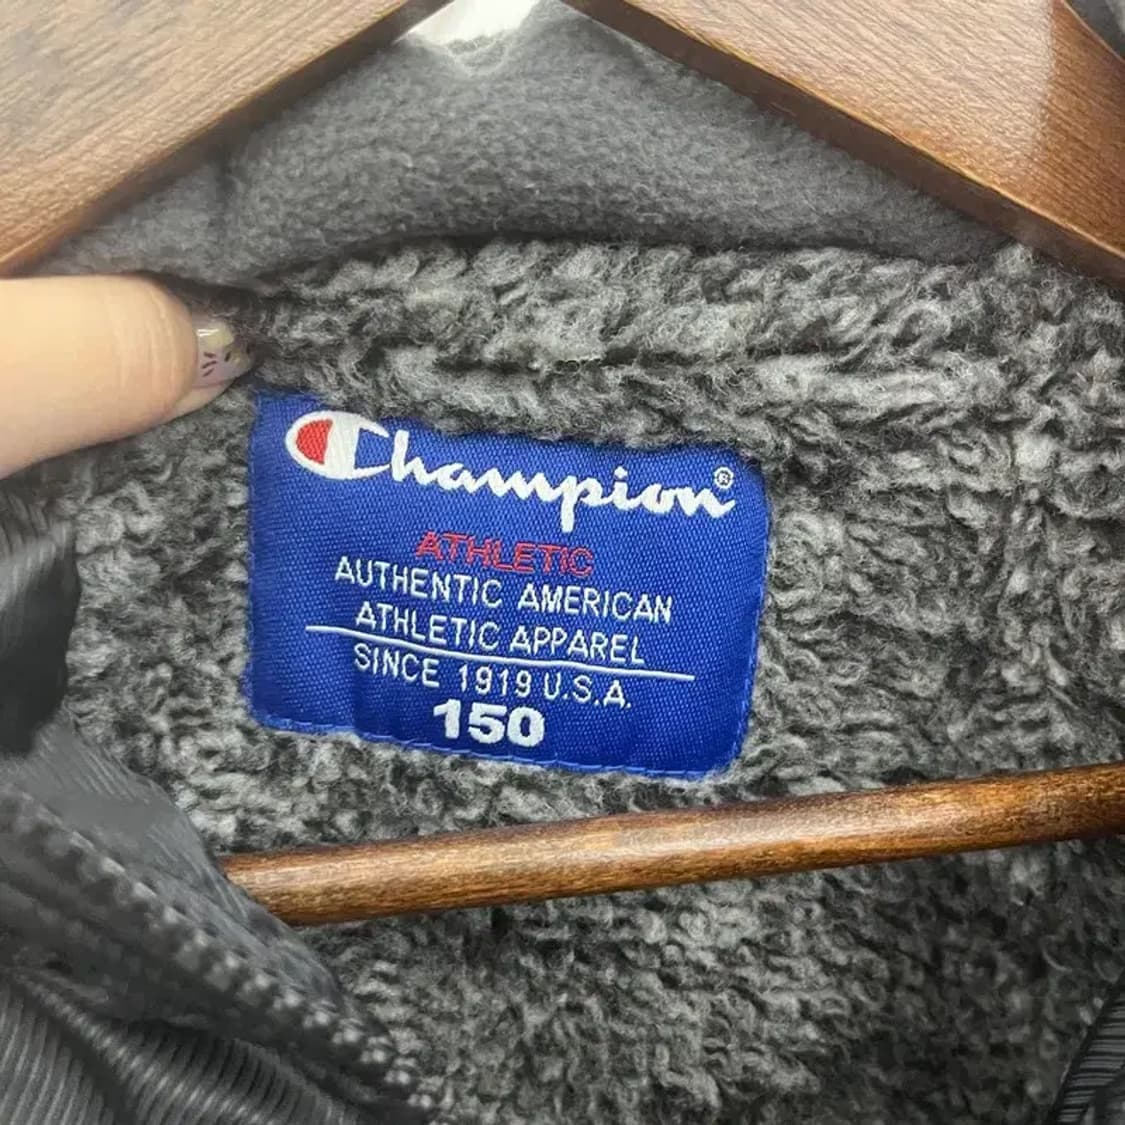 Champion®
ATHLETIC
AUTHENTIC AMERICAN
ATHLETIC APPAREL
SINCE 1919 U.S.A.
150